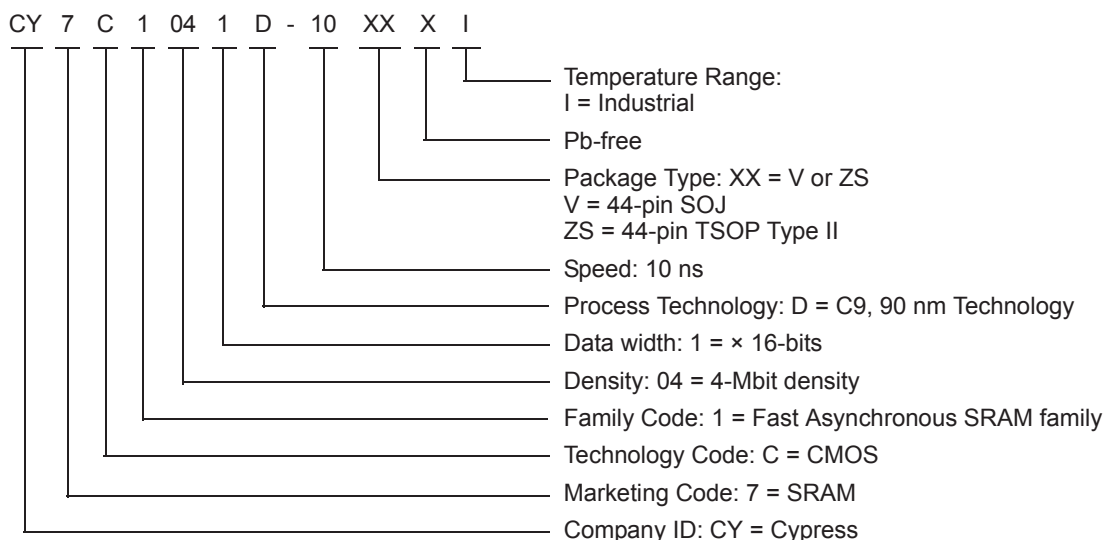 CY 7 C 1 04 1 D - 10 XX X I
Temperature Range:
I = Industrial
Pb-free
Package Type: XX = V or ZS
V = 44-pin SOJ
ZS = 44-pin TSOP Type II
Speed: 10 ns
Process Technology: D = C9, 90 nm Technology
Data width: 1 = × 16-bits
Density: 04 = 4-Mbit density
Family Code: 1 = Fast Asynchronous SRAM family
Technology Code: C = CMOS
Marketing Code: 7 = SRAM
Company ID: CY = Cypress